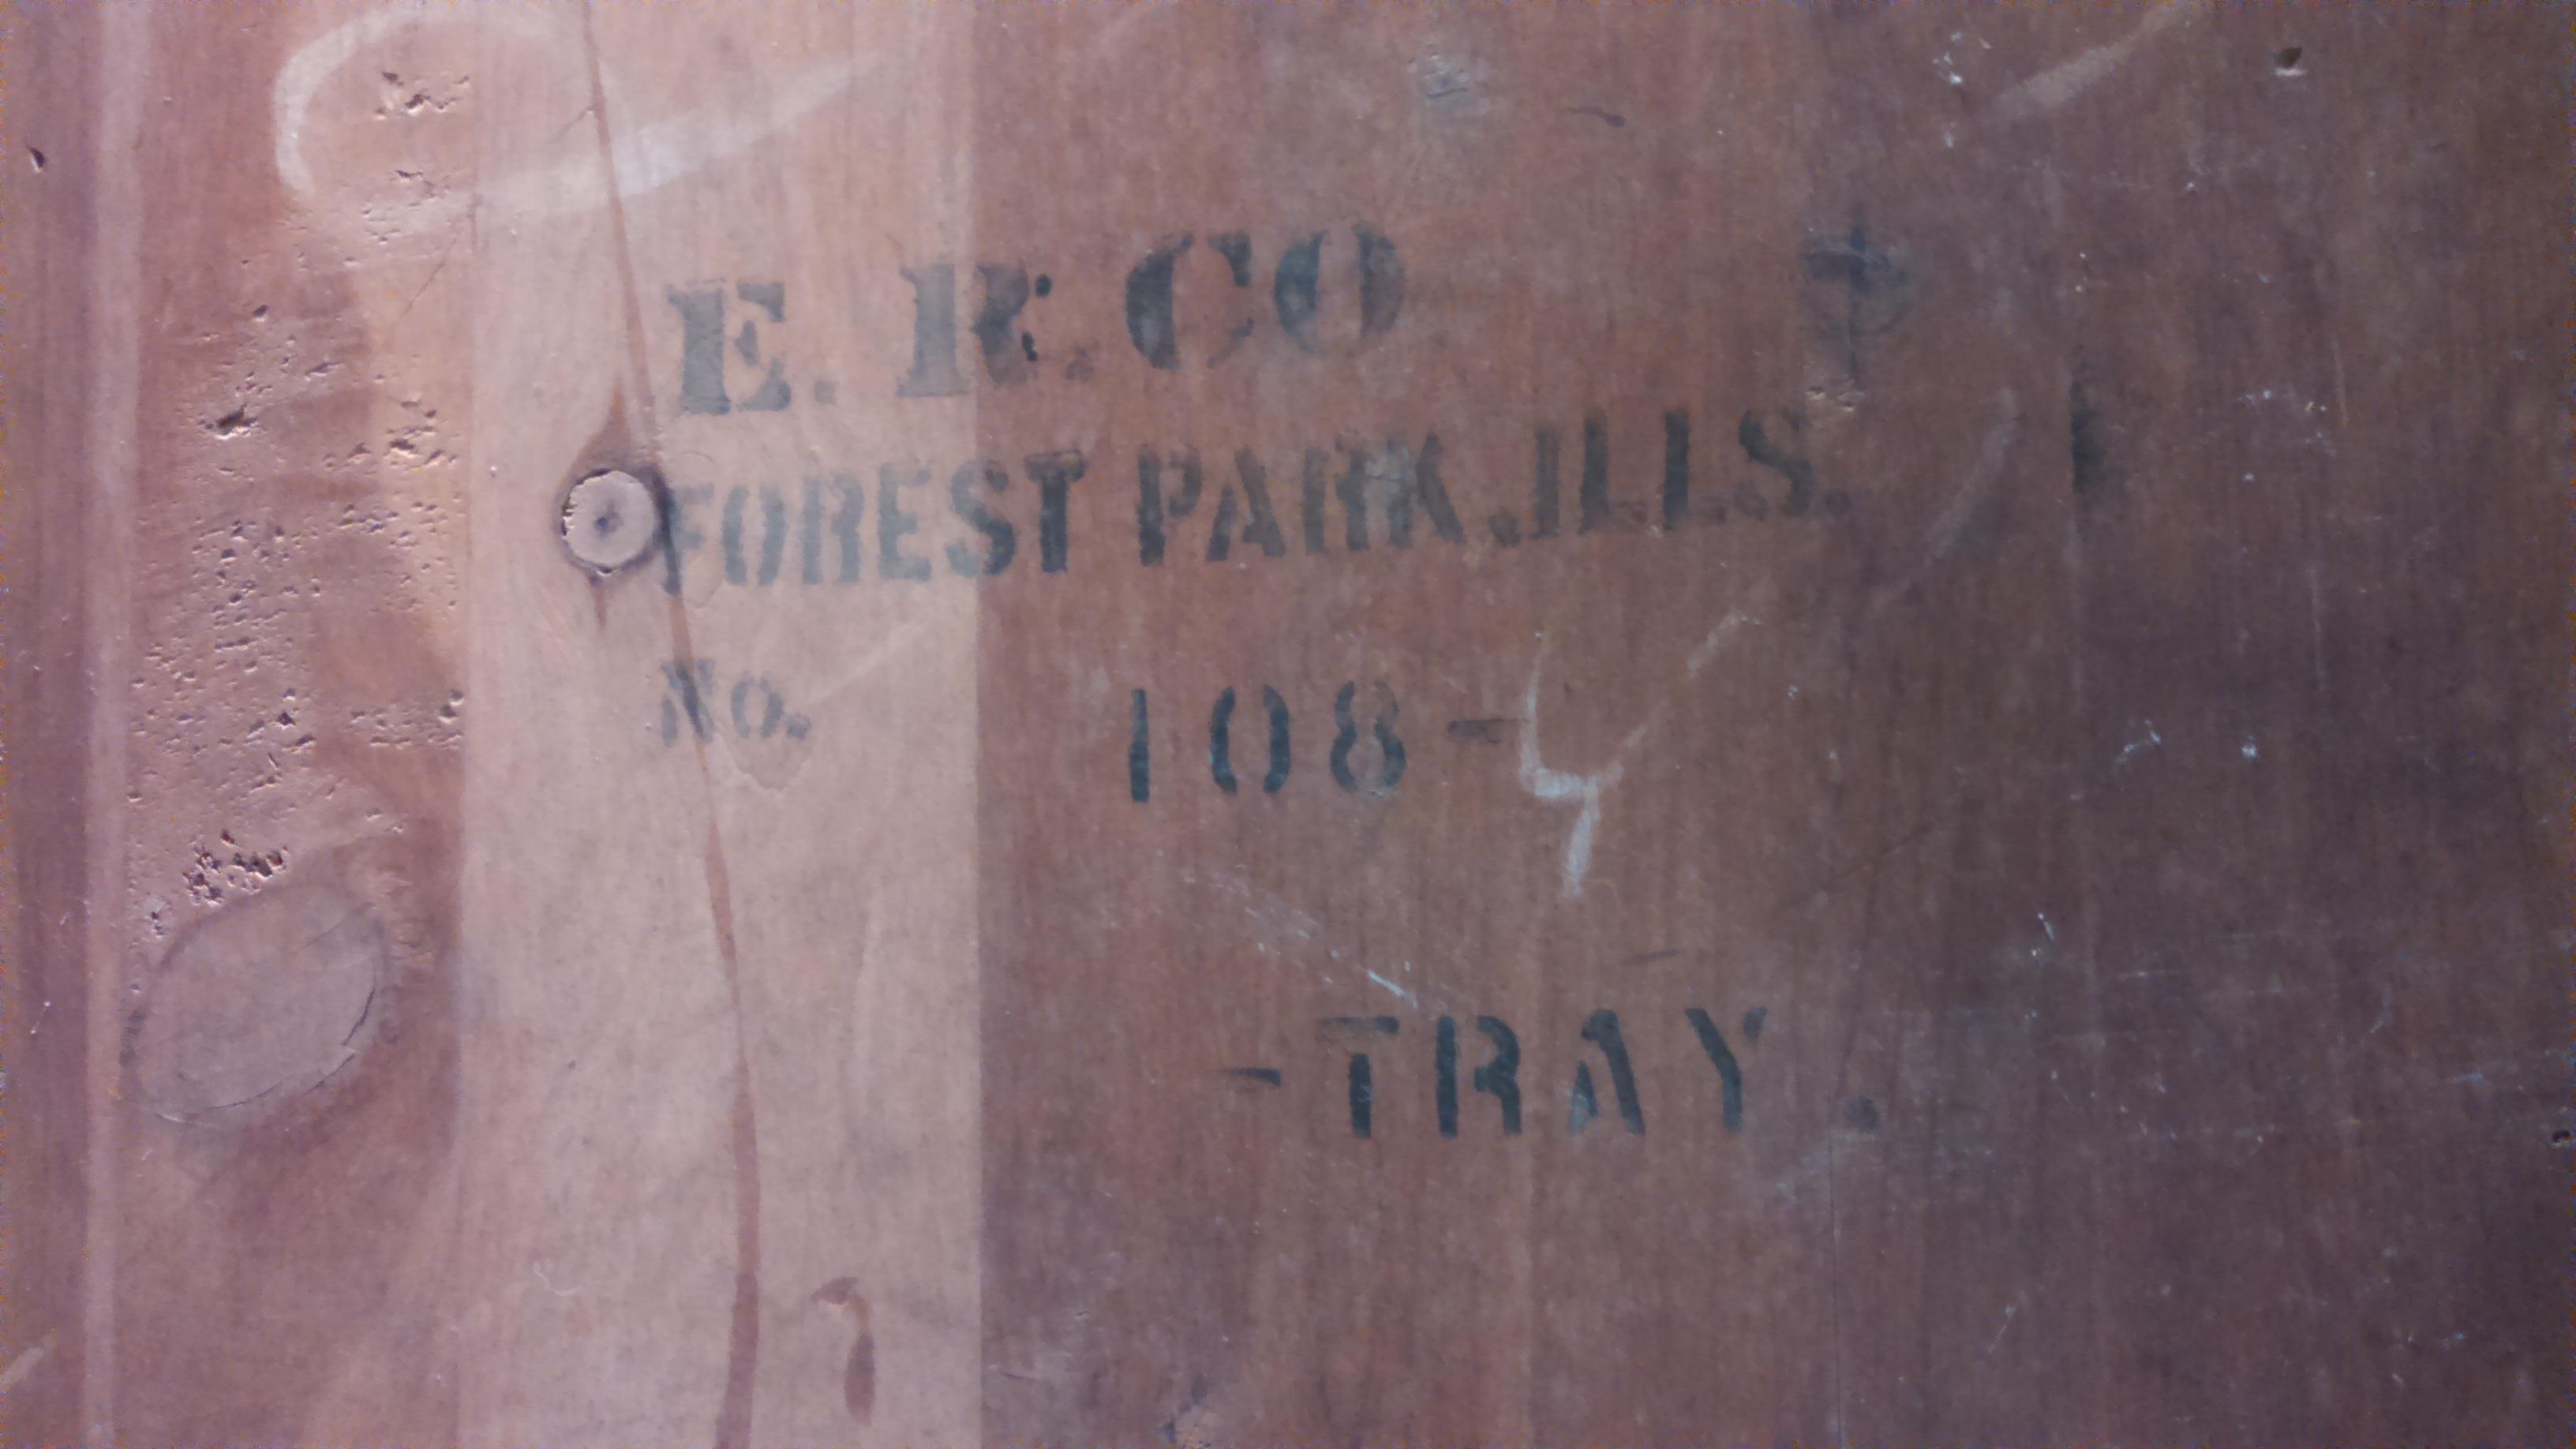 E. R. CO
FOREST PARK. ILLS.
No. 108-4
-TRAY.